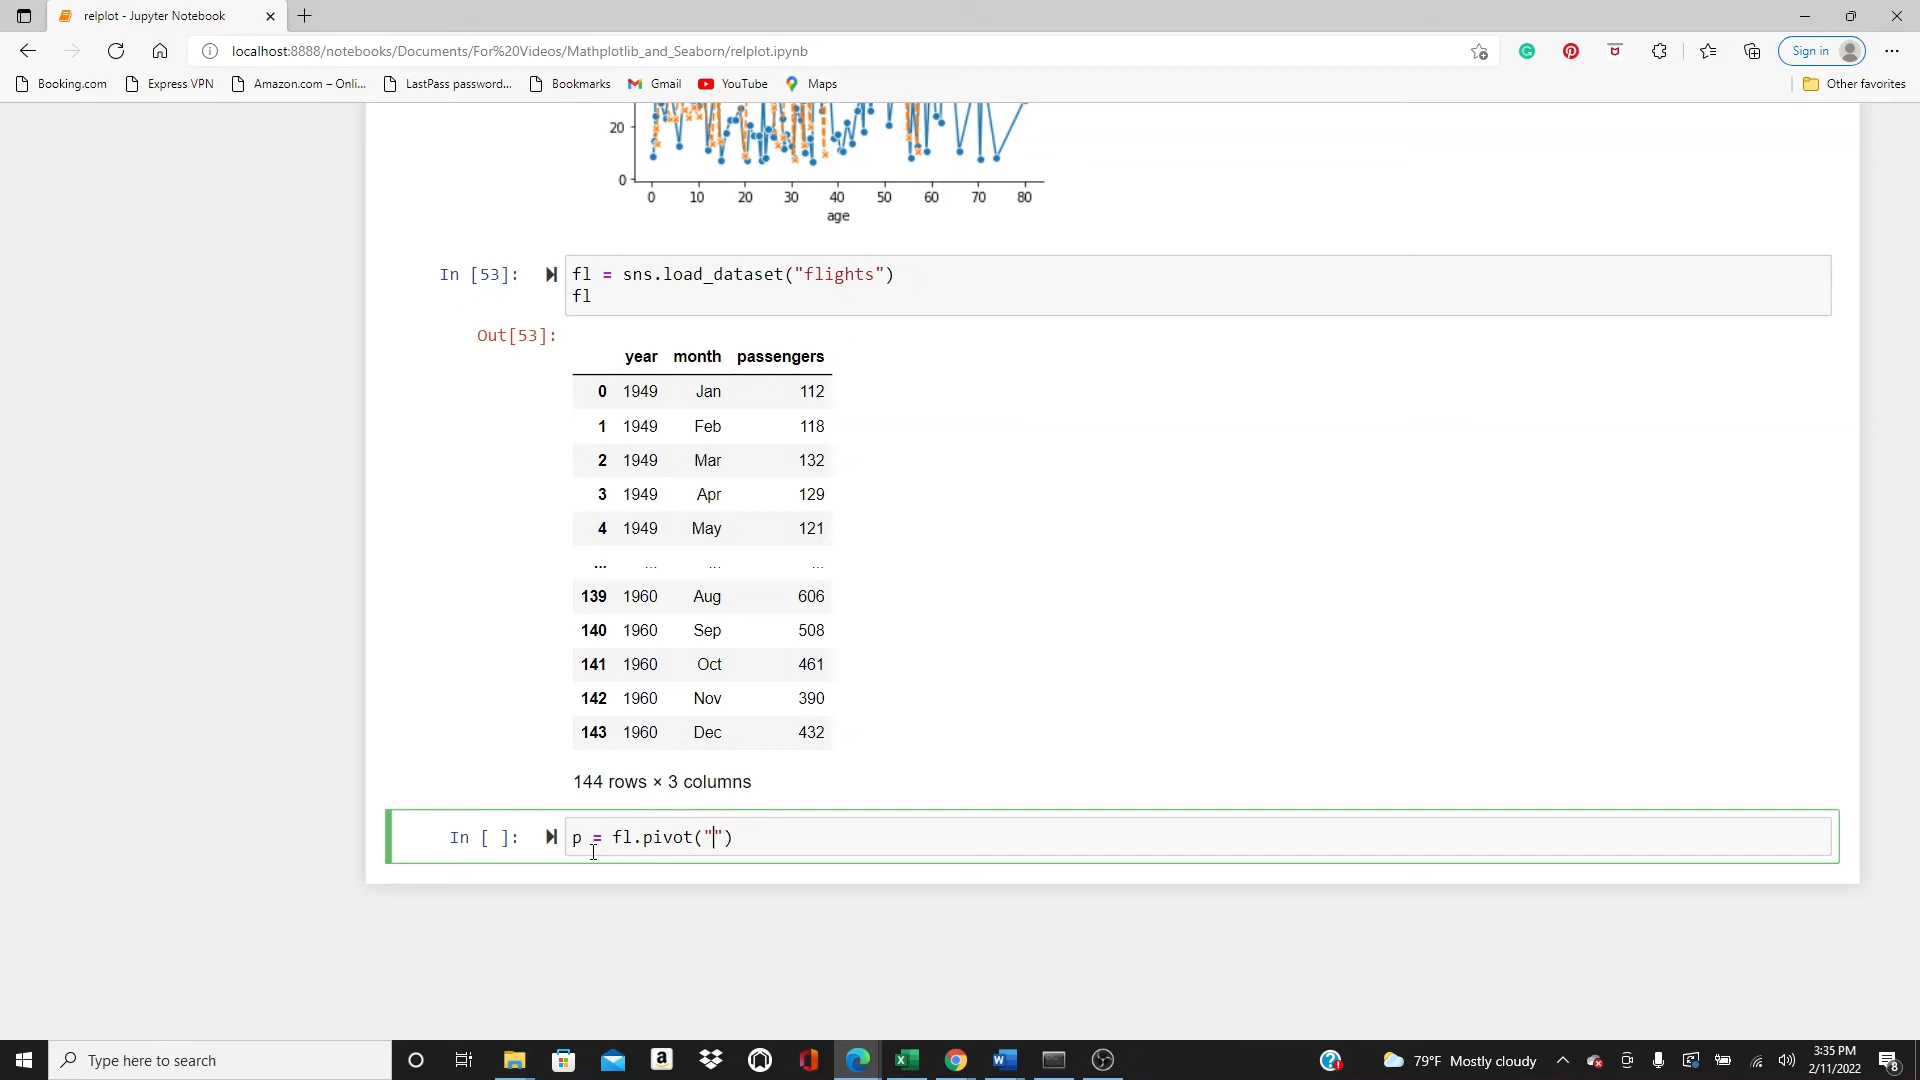 relplot - Jupyter Notebook
localhost:8888/notebooks/Documents/For%20Videos/Mathplotlib_and_Seaborn/relplot.ipynb
Sign in
Booking.com
Express VPN
Amazon.com – Onli...
LastPass password...
Bookmarks
Gmail
YouTube
Maps
Other favorites
20
0
0 10 20 30 40 50 60 70 80
age
In [53]:
fl = sns.load_dataset("flights")
fl
Out[53]:
year month passengers
0 1949 Jan 112
1 1949 Feb 118
2 1949 Mar 132
3 1949 Apr 129
4 1949 May 121
... ... ... ...
139 1960 Aug 606
140 1960 Sep 508
141 1960 Oct 461
142 1960 Nov 390
143 1960 Dec 432
144 rows × 3 columns
In [ ]:
p = fl.pivot("")
Type here to search
79°F Mostly cloudy
3:35 PM
2/11/2022
8